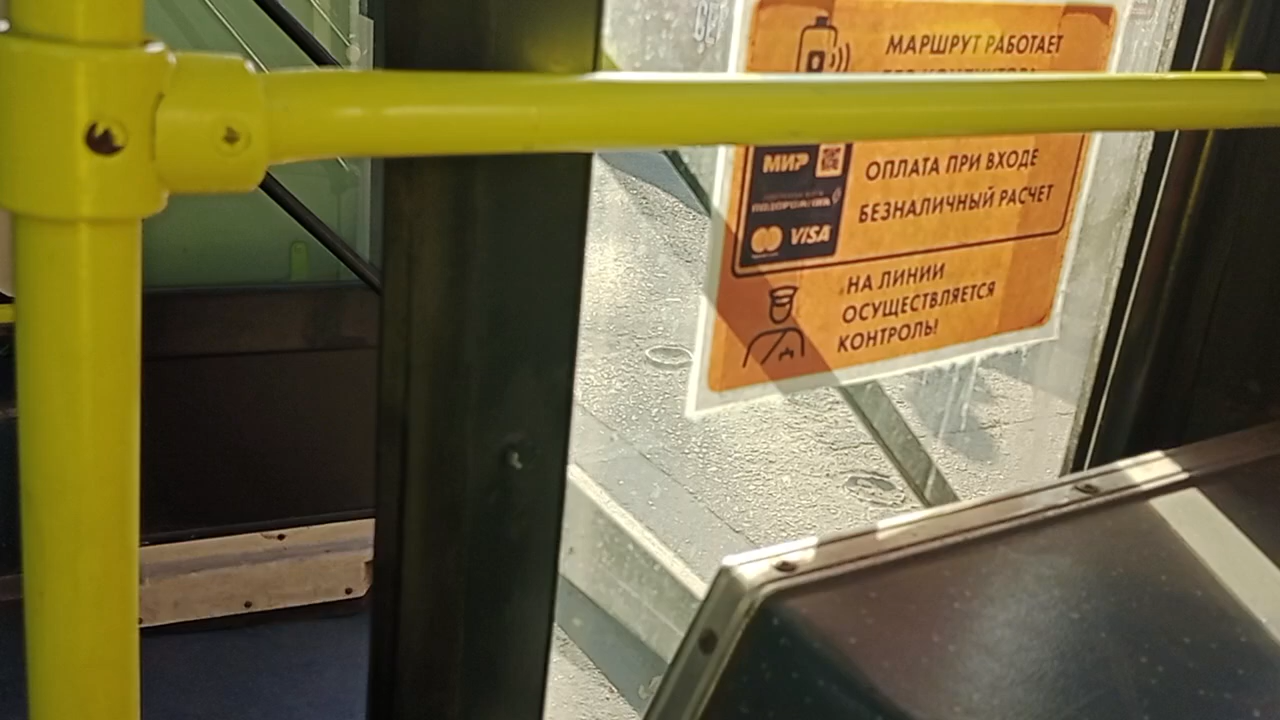 МАРШРУТ РАБОТАЕТ
МИР
ОПЛАТА ПРИ ВХОДЕ
БЕЗНАЛИЧНЫЙ РАСЧЕТ
VISA
НА ЛИНИИ
ОСУЩЕСТВЛЯЕТСЯ
КОНТРОЛЬ!